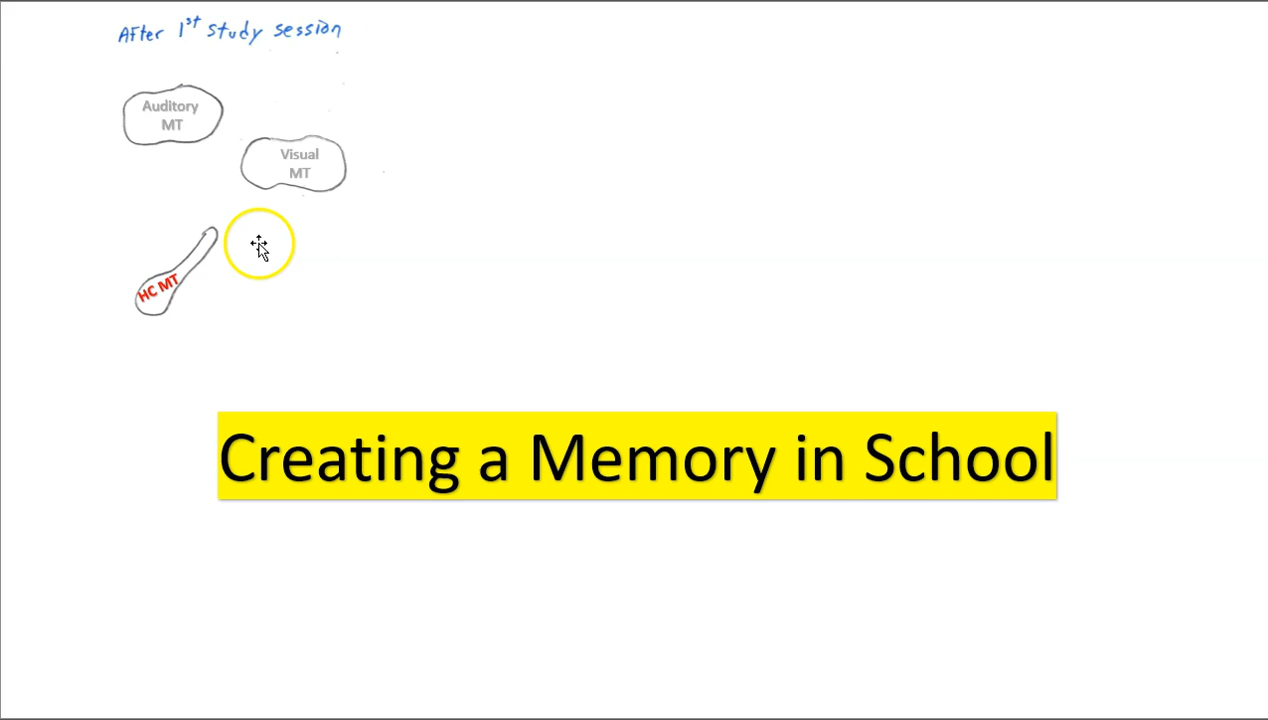 After 1st study session
Auditory
MT
Visual
MT
HC MT
Creating a Memory in School